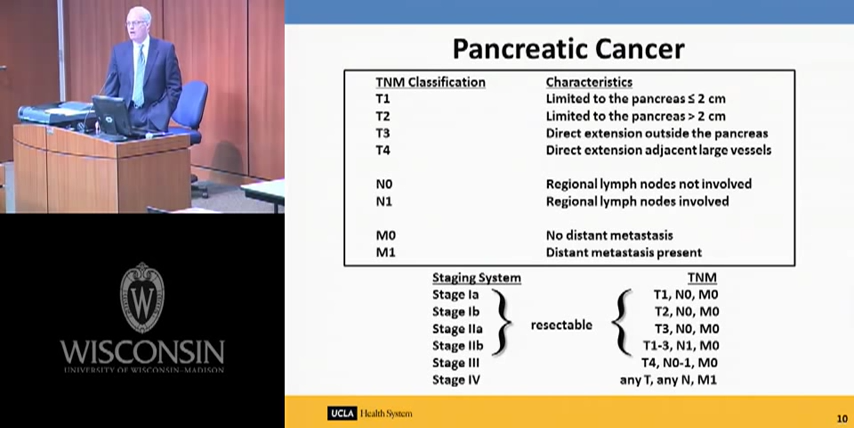 Pancreatic Cancer
TNM Classification Characteristics
T1 Limited to the pancreas ≤ 2 cm
T2 Limited to the pancreas > 2 cm
T3 Direct extension outside the pancreas
T4 Direct extension adjacent large vessels
N0 Regional lymph nodes not involved
N1 Regional lymph nodes involved
M0 No distant metastasis
M1 Distant metastasis present
Staging System TNM
Stage Ia T1, N0, M0
Stage Ib T2, N0, M0
resectable
Stage IIa T3, N0, M0
Stage IIb T1-3, N1, M0
Stage III T4, N0-1, M0
Stage IV any T, any N, M1
W
WISCONSIN
UNIVERSITY OF WISCONSIN–MADISON
UCLA Health System
10